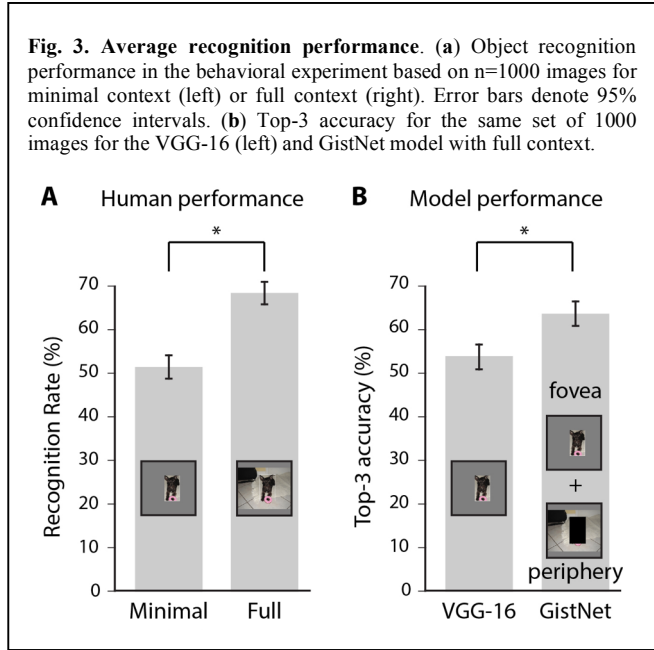 Fig. 3. Average recognition performance. (a) Object recognition
performance in the behavioral experiment based on n=1000 images for
minimal context (left) or full context (right). Error bars denote 95%
confidence intervals. (b) Top-3 accuracy for the same set of 1000
images for the VGG-16 (left) and GistNet model with full context.
A Human performance
*
Recognition Rate (%)
70
60
50
40
30
20
10
0
Minimal Full
B Model performance
*
Top-3 accuracy (%)
70
60
50
40
30
20
10
0
fovea
+
periphery
VGG-16 GistNet